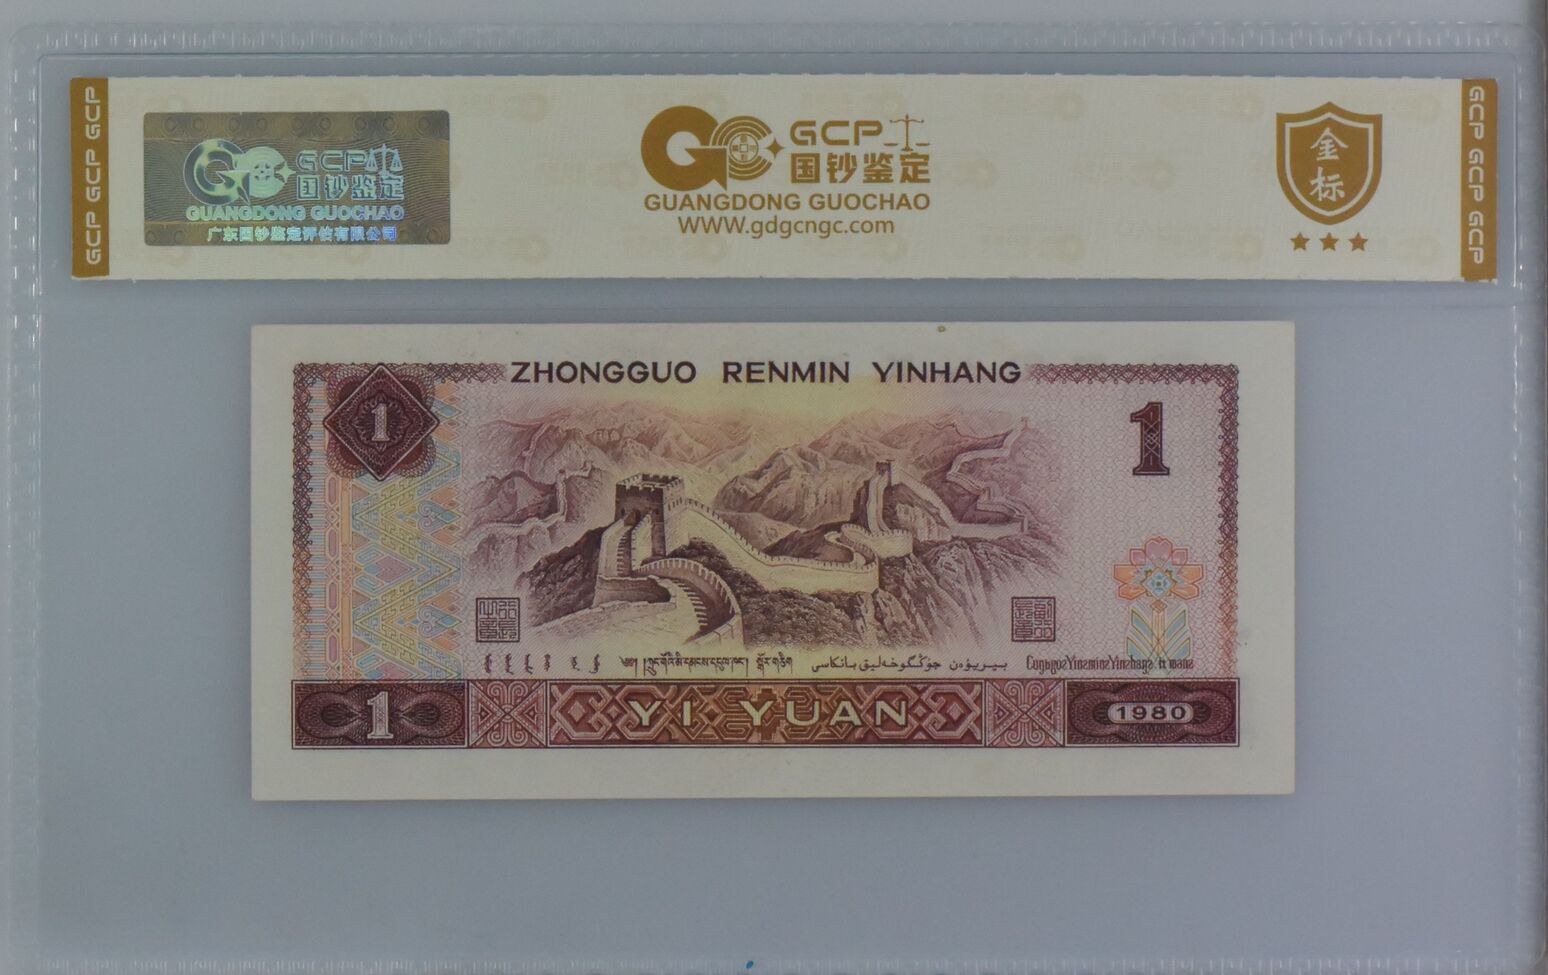 GCP GCP GCP
GCP
国钞鉴定
GUANGDONG GUOCHAO
广东国钞鉴定评估有限公司
GCP
国钞鉴定
GUANGDONG GUOCHAO
WWW.gdgcngc.com
金
标
GCP GCP GCP
ZHONGGUO RENMIN YINHANG
1
1
1 YI YUAN 1980